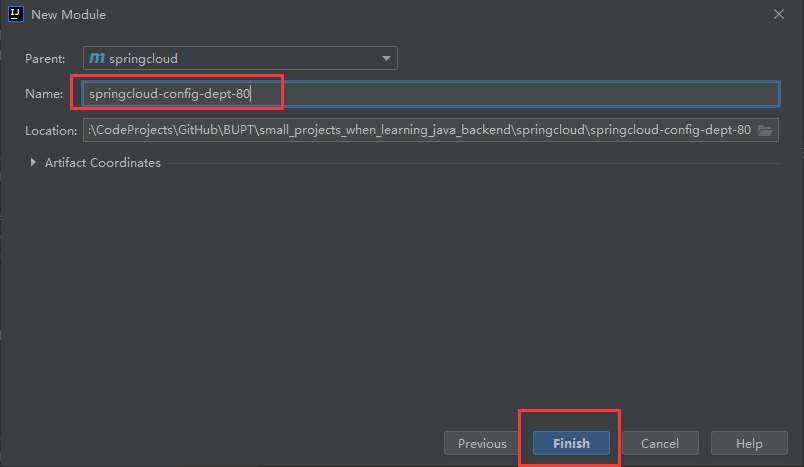 New Module
Parent: m springcloud
Name: springcloud-config-dept-80
Location: :\CodeProjects\GitHub\BUPT\small_projects_when_learning_java_backend\springcloud\springcloud-config-dept-80
Artifact Coordinates
Previous Finish Cancel Help